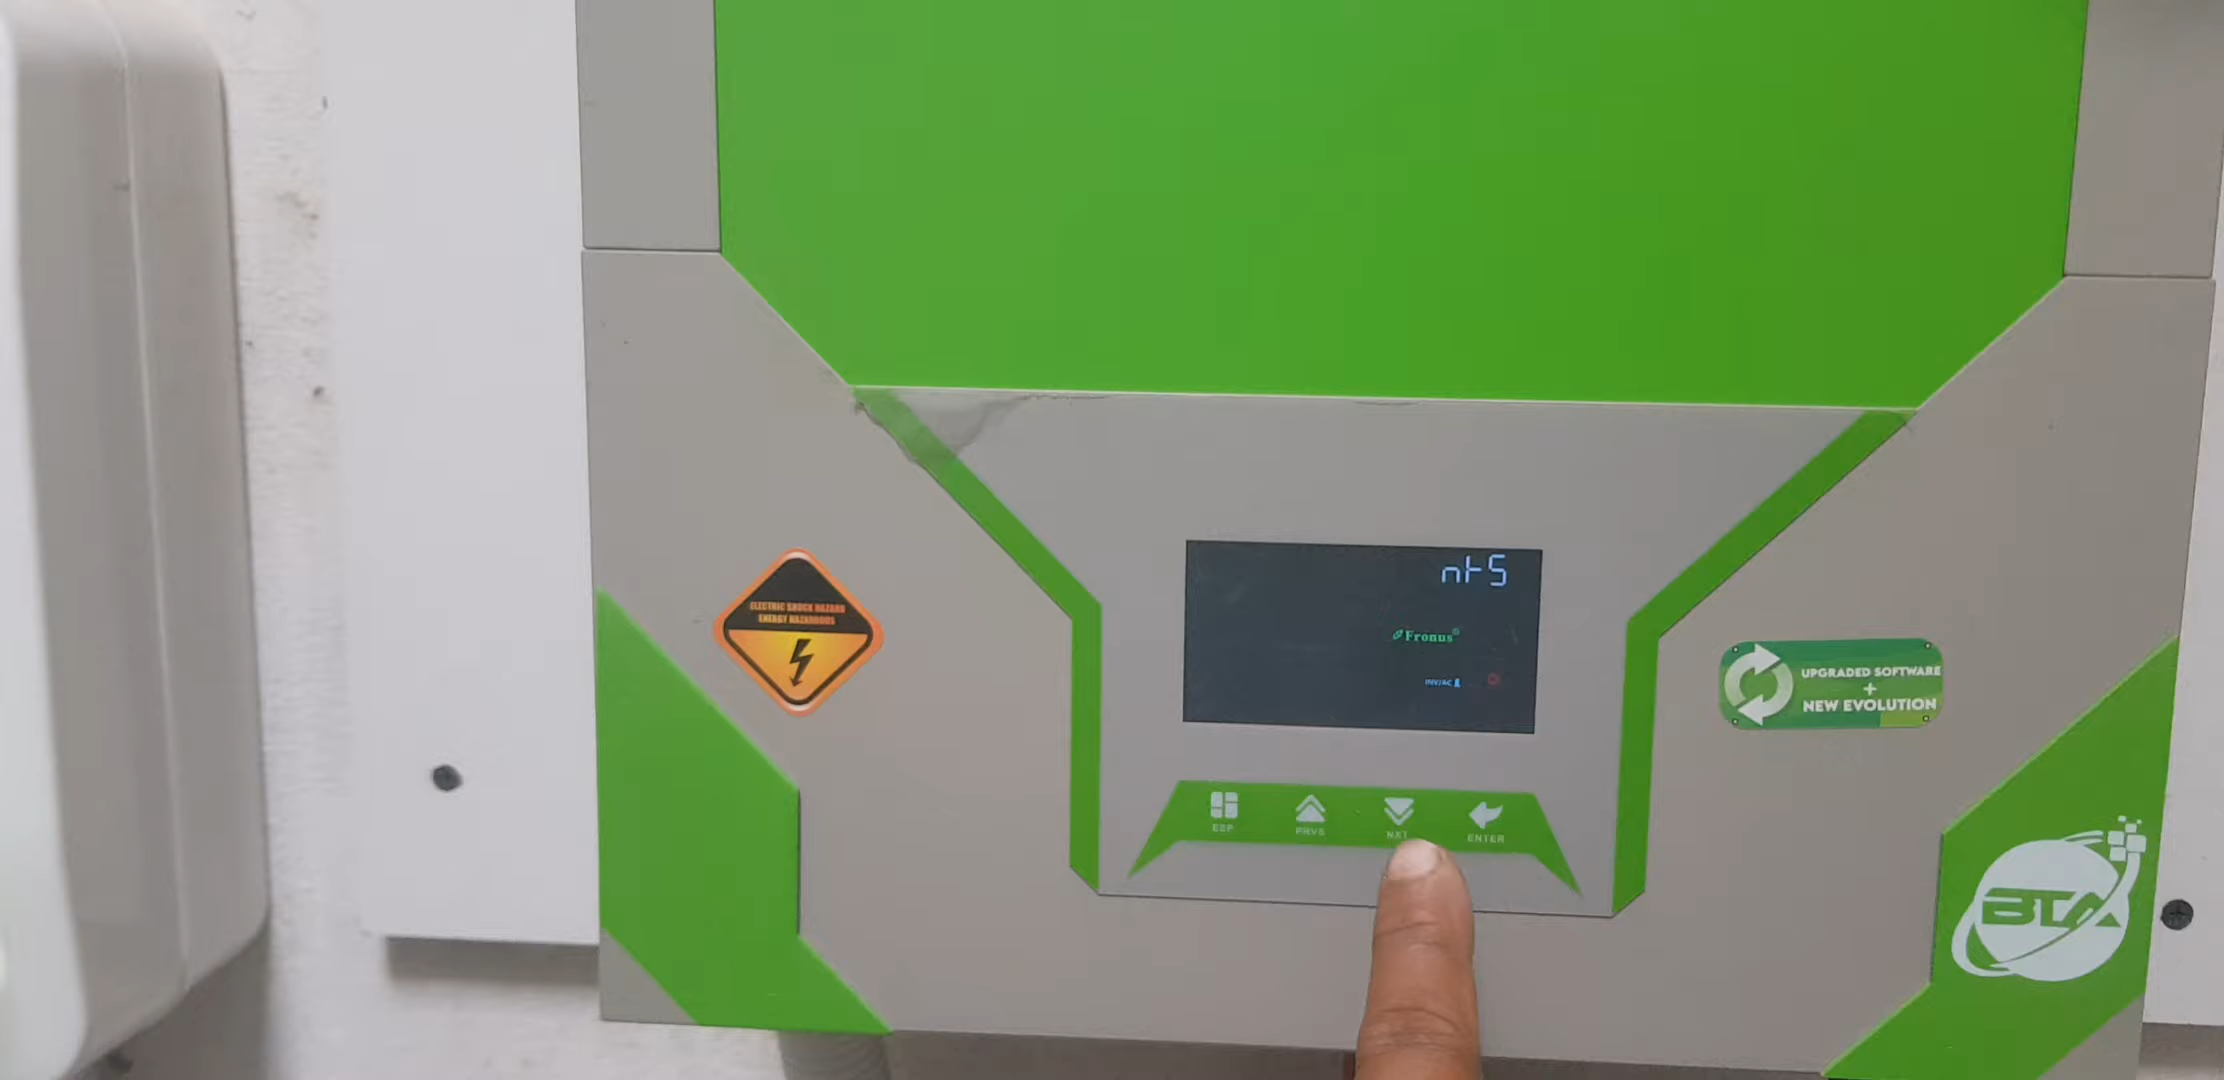 ntS
Fronus
INV/AC
ELECTRIC SHOCK HAZARD
ENERGY HAZARDOUS
UPGRADED SOFTWARE
+
NEW EVOLUTION
ESP
PRVS
NXT
ENTER
BTA